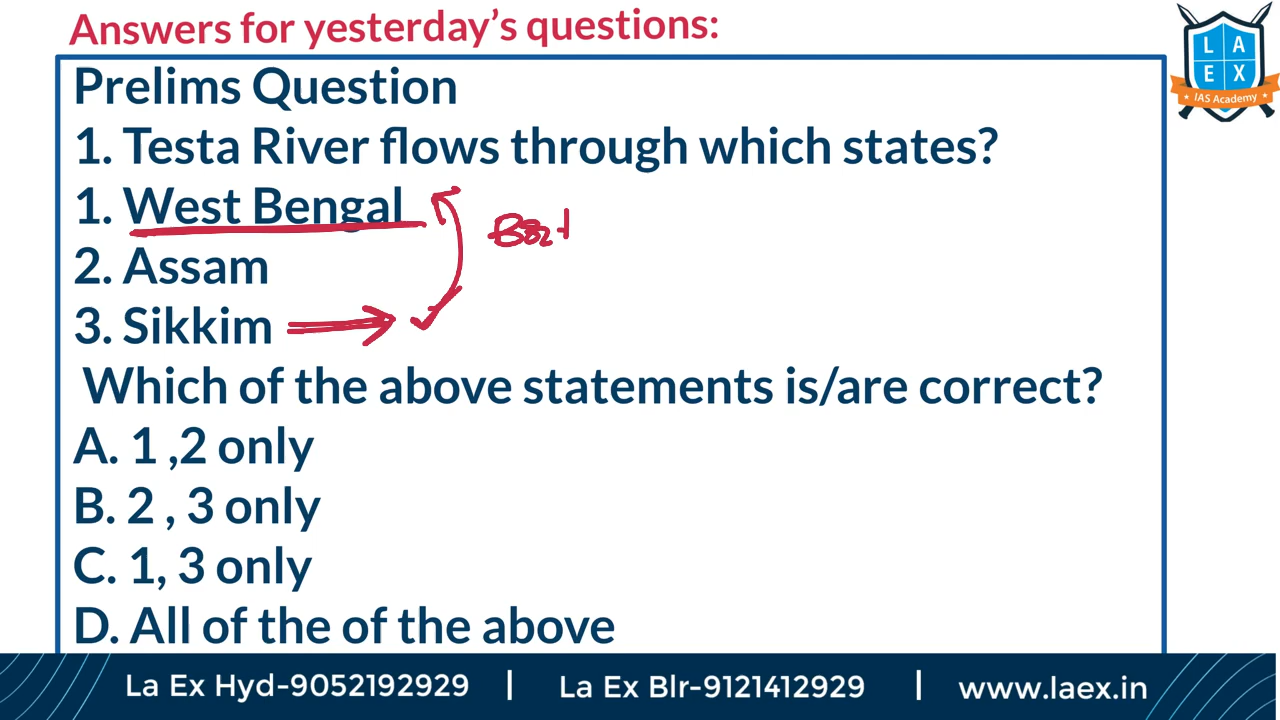 Answers for yesterday's questions:
Prelims Question
1. Testa River flows through which states?
1. West Bengal
2. Assam
3. Sikkim
Which of the above statements is/are correct?
A. 1 ,2 only
B. 2 , 3 only
C. 1, 3 only
D. All of the of the above
L A
E X
IAS Academy
La Ex Hyd-9052192929 | La Ex Blr-9121412929 | www.laex.in